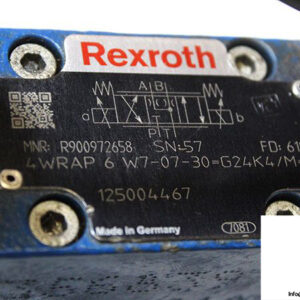 Rexroth
A B
a b
P T
MNR: R900972658 SN:57 FD: 61
4WRAP 6 W7-07-30=G24K4/M
125004467
Made in Germany 7081